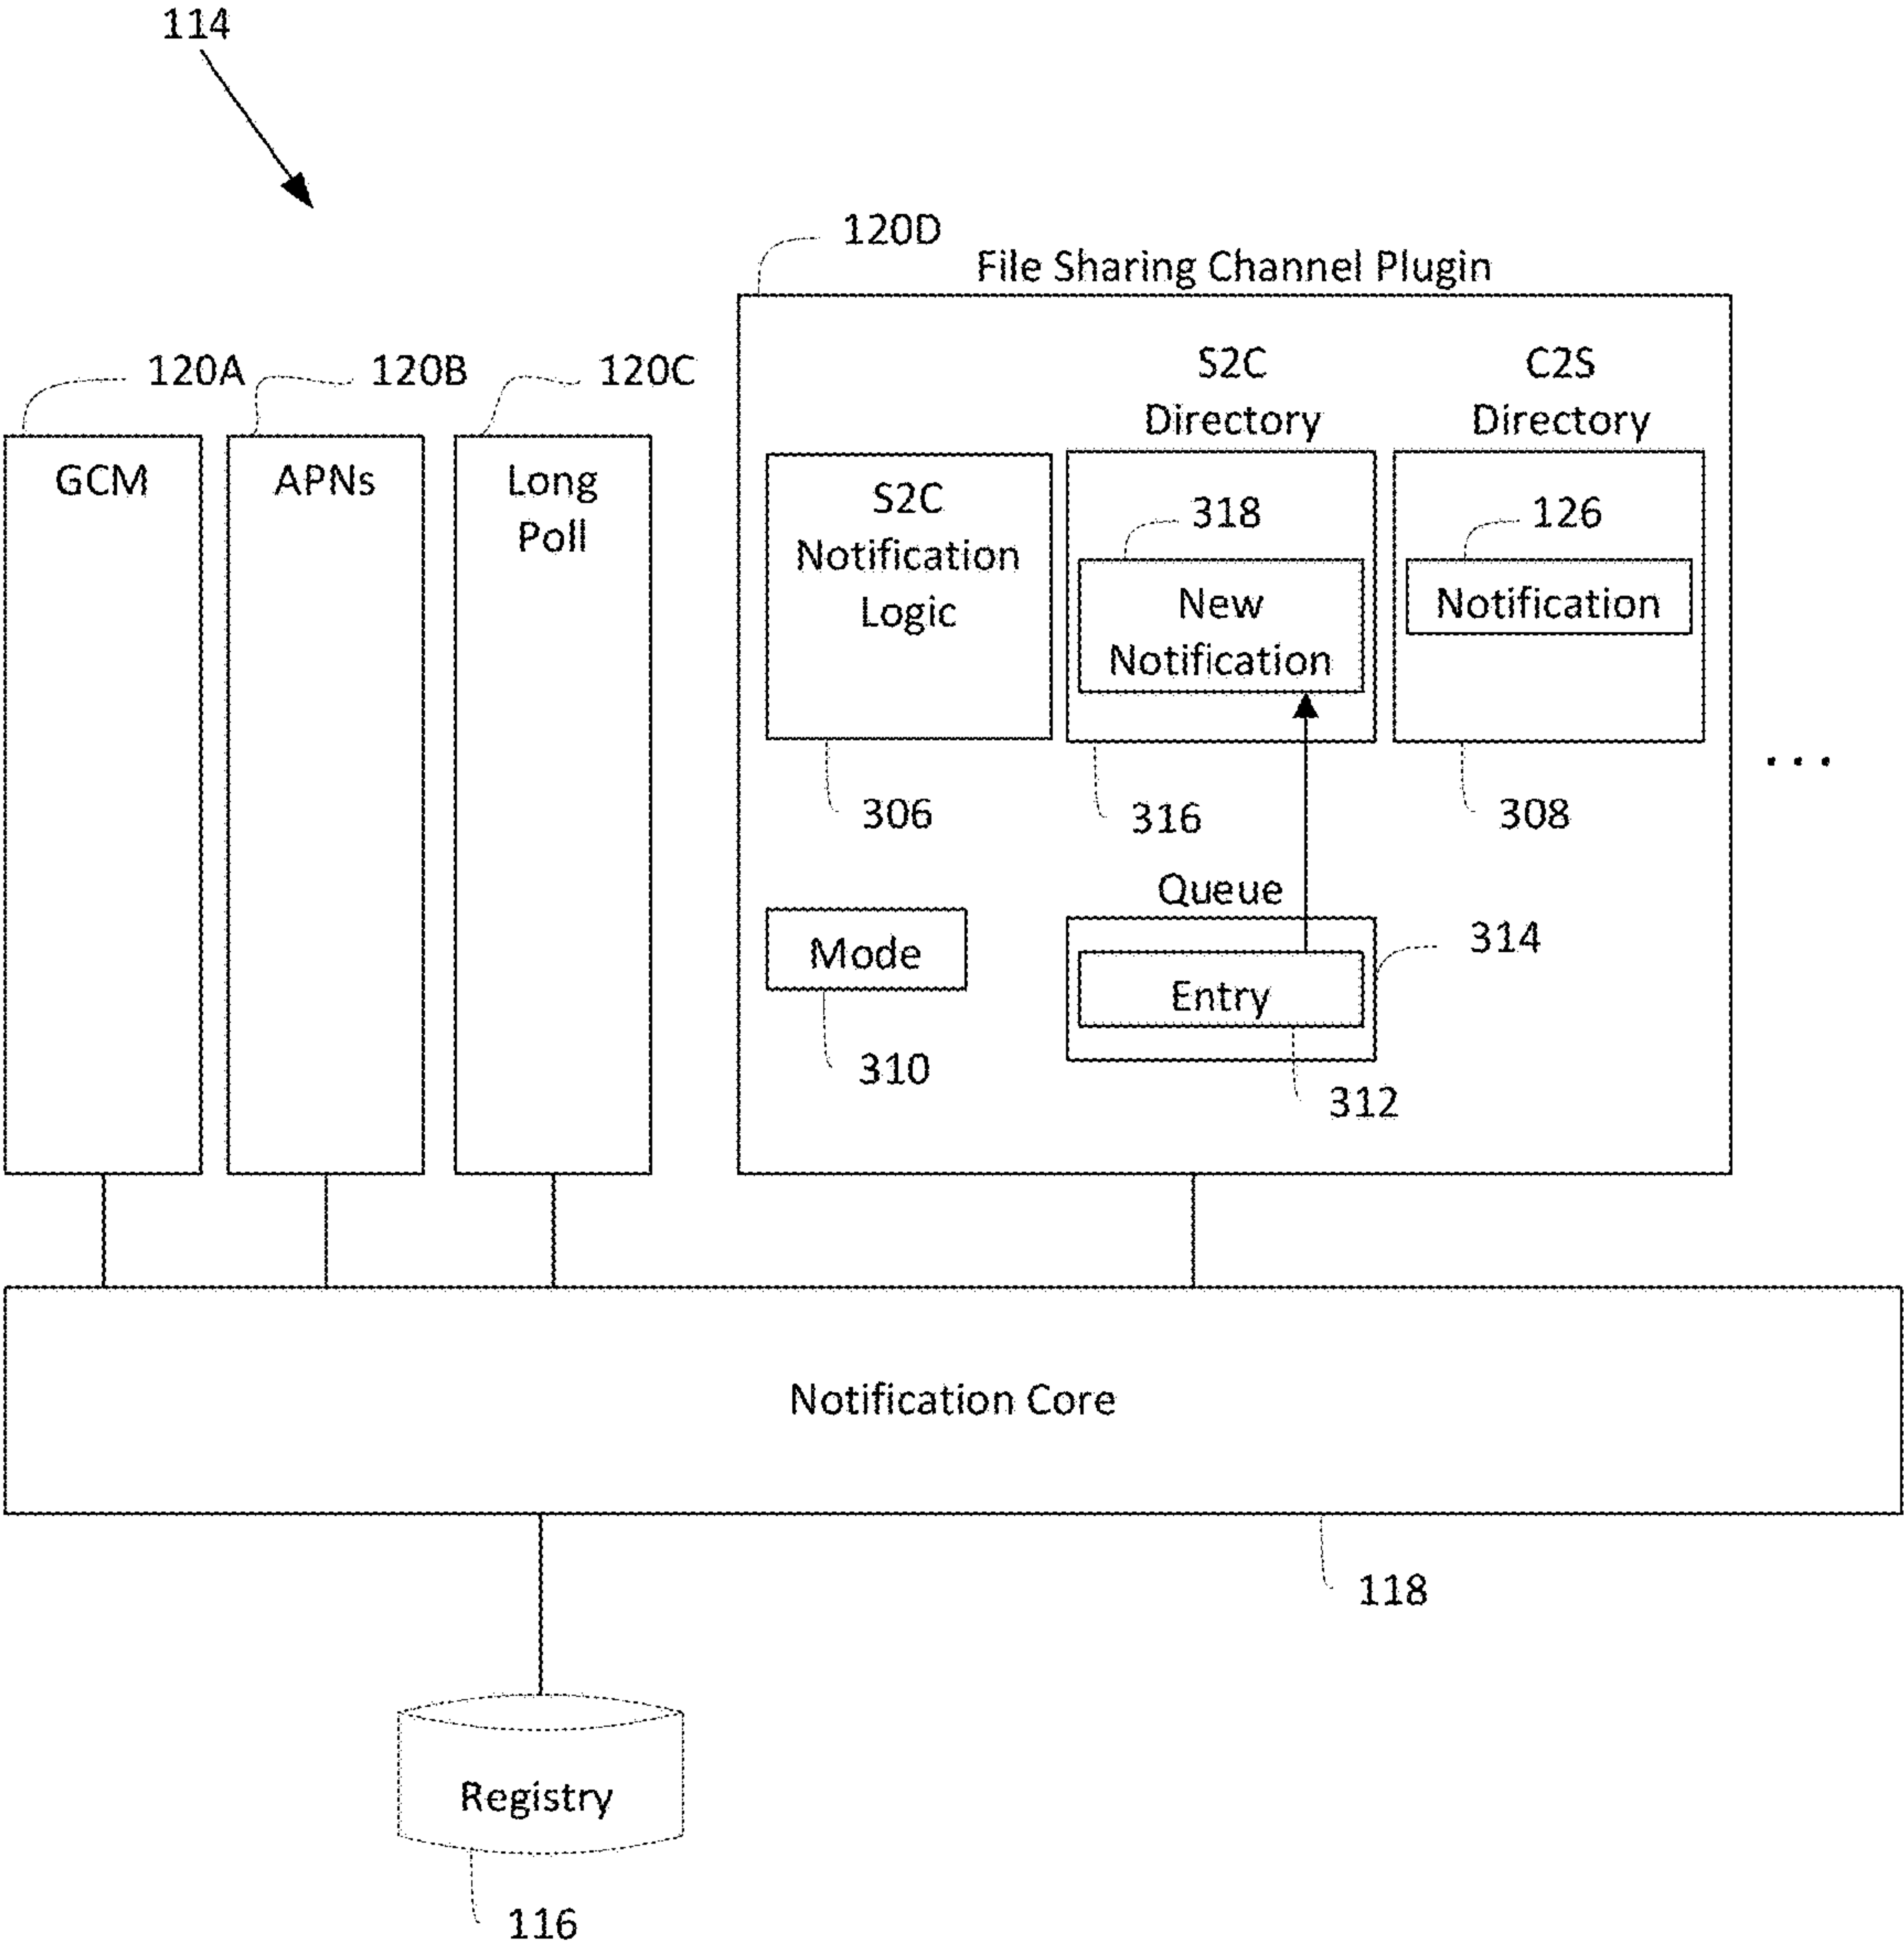 114
120D
File Sharing Channel Plugin
120A
120B
120C
S2C
Directory
C2S
Directory
GCM
APNs
Long
Poll
S2C
Notification
Logic
318
New
Notification
126
Notification
306
316
308
...
Queue
Mode
Entry
314
310
312
Notification Core
118
Registry
116